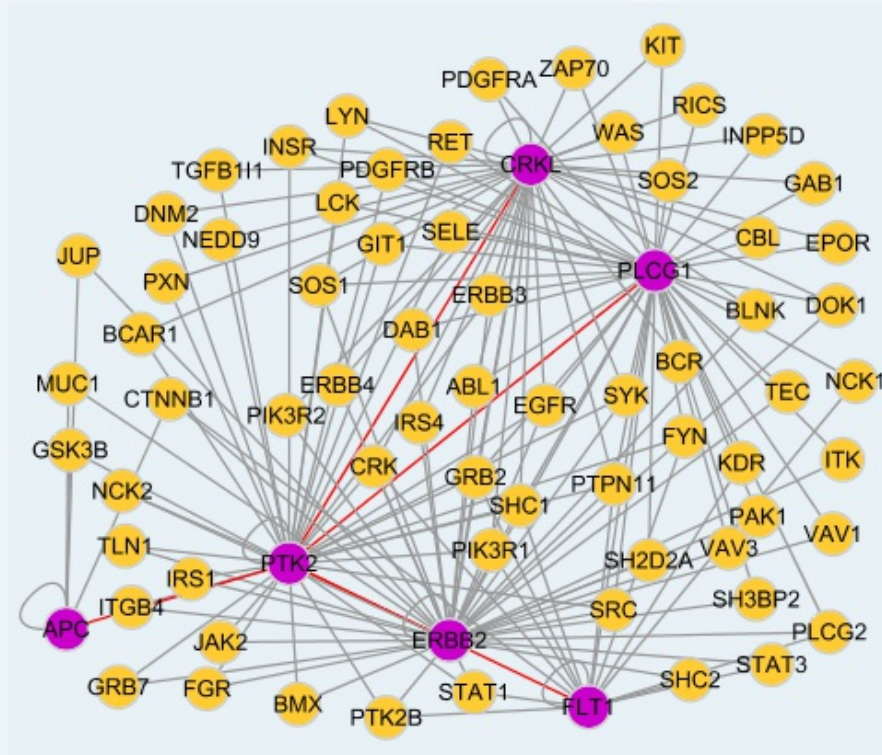 KIT
ZAP70
PDGFRA
RICS
LYN
RET
WAS
INPP5D
INSR
TGFB1I1
PDGFRB
CRKL
SOS2
GAB1
LCK
DNM2
NEDD9
GIT1
SELE
CBL
EPOR
JUP
PXN
SOS1
PLCG1
ERBB3
BLNK
DOK1
BCAR1
DAB1
BCR
MUC1
CTNNB1
ERBB4
ABL1
EGFR
SYK
TEC
NCK1
PIK3R2
IRS4
GSK3B
FYN
CRK
KDR
ITK
NCK2
GRB2
SHC1
PTPN11
PAK1
TLN1
PTK2
PIK3R1
SH2D2A
VAV3
VAV1
IRS1
ITGB4
SRC
SH3BP2
APC
JAK2
ERBB2
PLCG2
GRB7
FGR
STAT1
SHC2
STAT3
BMX
PTK2B
FLT1